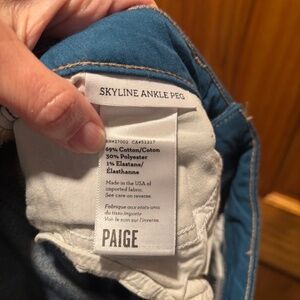 SKYLINE ANKLE PEG
RN#27002 CA#52217
69% Cotton/Coton
30% Polyester
1% Elastane/
Élasthanne
Made in the USA of
imported fabric.
See care on reverse.
Fabriqué aux états-unis
du tissu importé
Voir le soin sur l'inverse.
PAIGE